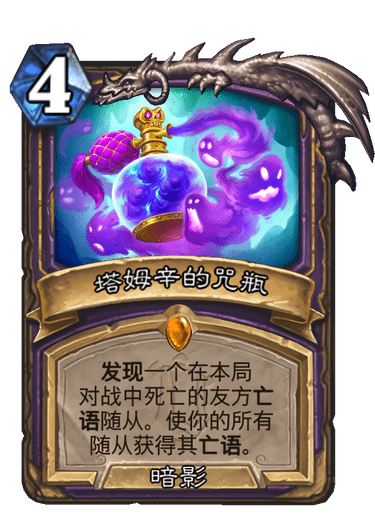 4
塔姆辛的咒瓶
发现一个在本局
对战中死亡的友方亡
语随从。使你的所有
随从获得其亡语。
暗影